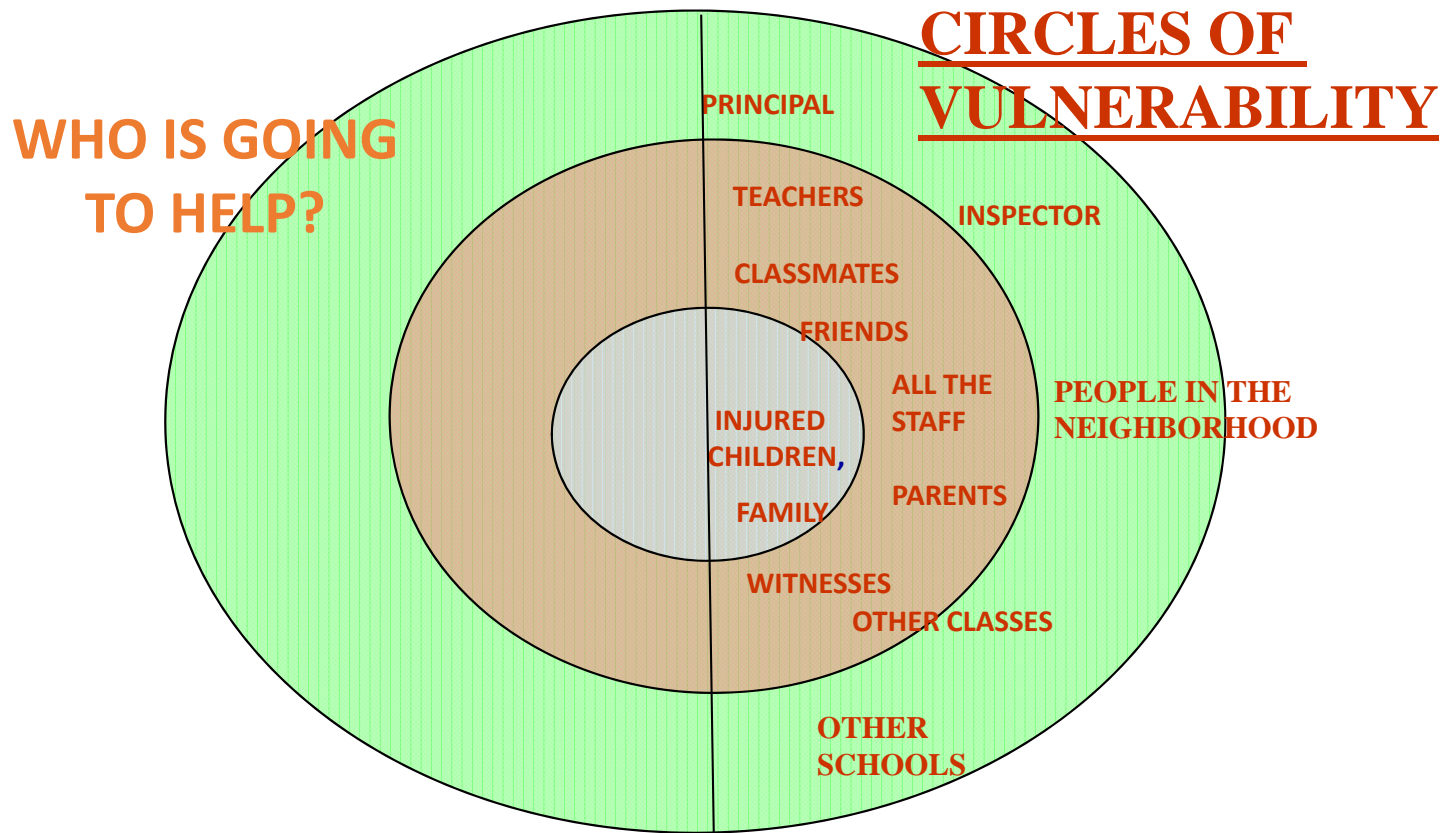 CIRCLES OF
VULNERABILITY
WHO IS GOING
TO HELP?
PRINCIPAL
TEACHERS
INSPECTOR
CLASSMATES
FRIENDS
ALL THE
STAFF
PEOPLE IN THE
NEIGHBORHOOD
INJURED
CHILDREN,
FAMILY
PARENTS
WITNESSES
OTHER CLASSES
OTHER
SCHOOLS